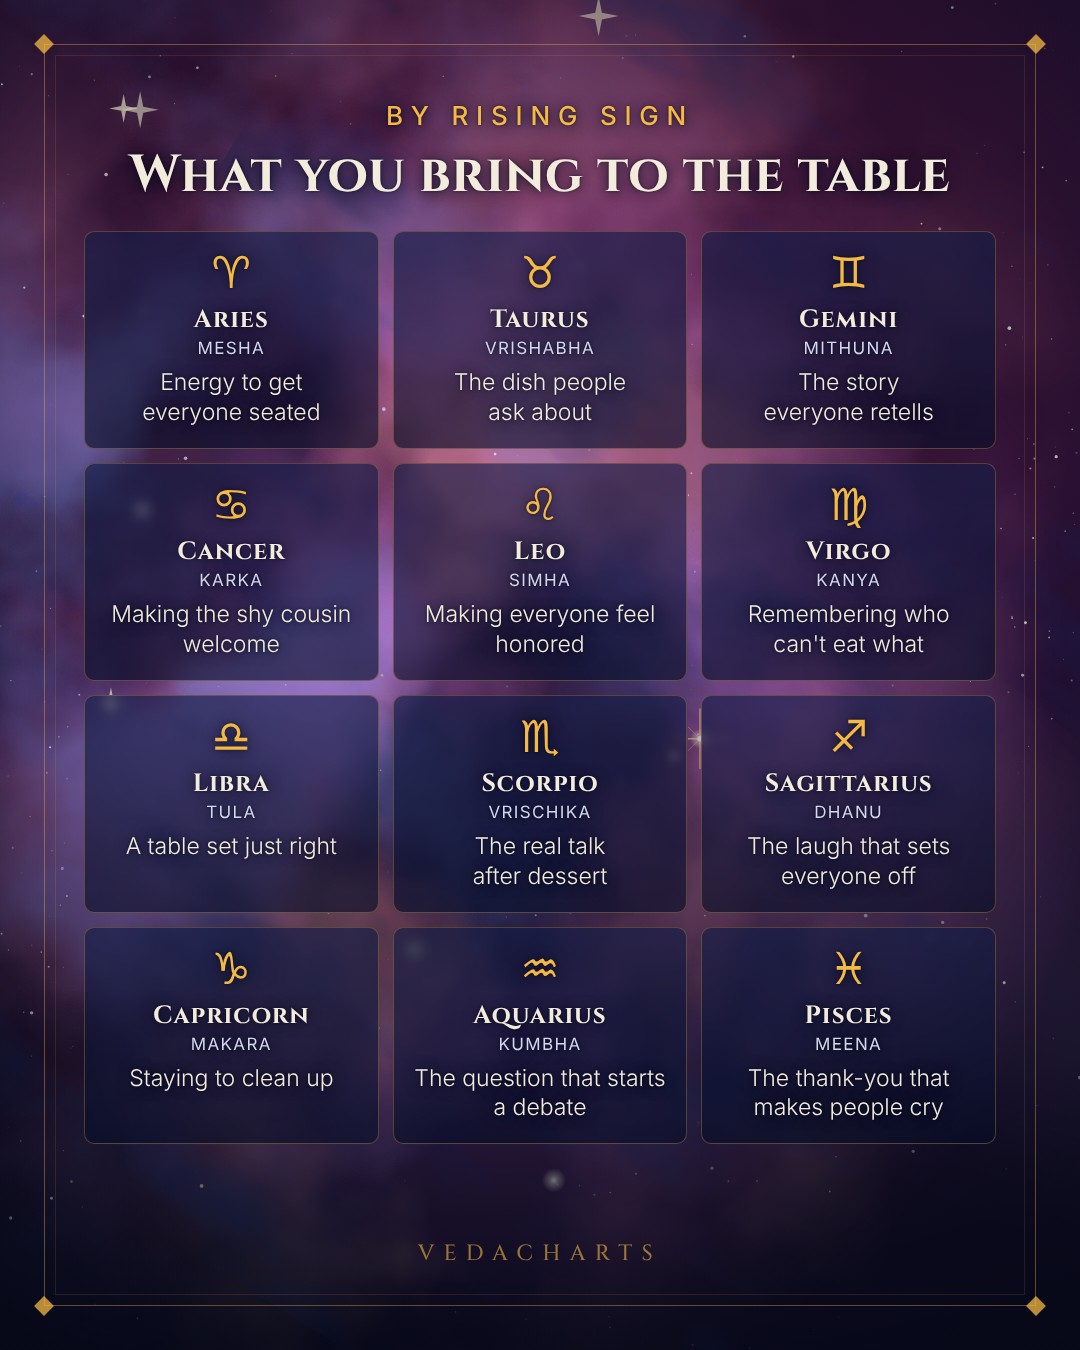 BY RISING SIGN
WHAT YOU BRING TO THE TABLE
♈
ARIES
MESHA
Energy to get
everyone seated
♉
TAURUS
VRISHABHA
The dish people
ask about
♊
GEMINI
MITHUNA
The story
everyone retells
♋
CANCER
KARKA
Making the shy cousin
welcome
♌
LEO
SIMHA
Making everyone feel
honored
♍
VIRGO
KANYA
Remembering who
can't eat what
♎
LIBRA
TULA
A table set just right
♏
SCORPIO
VRISCHIKA
The real talk
after dessert
♐
SAGITTARIUS
DHANU
The laugh that sets
everyone off
♑
CAPRICORN
MAKARA
Staying to clean up
♒
AQUARIUS
KUMBHA
The question that starts
a debate
♓
PISCES
MEENA
The thank-you that
makes people cry
VEDACHARTS